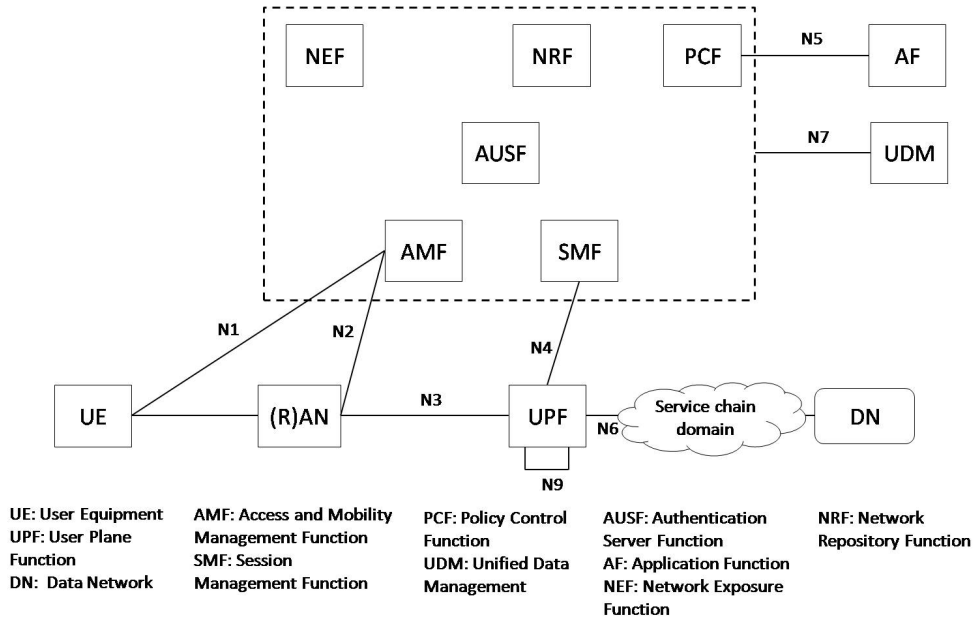 NEF
NRF
PCF
N5
AF
AUSF
N7
UDM
AMF
SMF
N1
N2
N4
UE
(R)AN
N3
UPF
N6
Service chain
domain
DN
N9
UE: User Equipment
UPF: User Plane
Function
DN: Data Network
AMF: Access and Mobility
Management Function
SMF: Session
Management Function
PCF: Policy Control
Function
UDM: Unified Data
Management
AUSF: Authentication
Server Function
AF: Application Function
NEF: Network Exposure
Function
NRF: Network
Repository Function